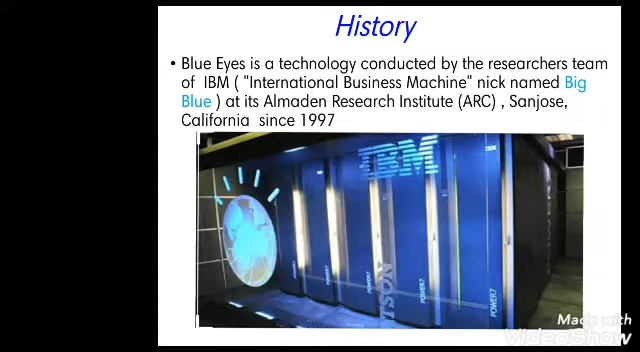 History
• Blue Eyes is a technology conducted by the researchers team
of IBM ( "International Business Machine" nick named Big
Blue ) at its Almaden Research Institute (ARC) , Sanjose,
California since 1997
IBM
POWER7
POWER7
POWER7
Made with
VideoShow